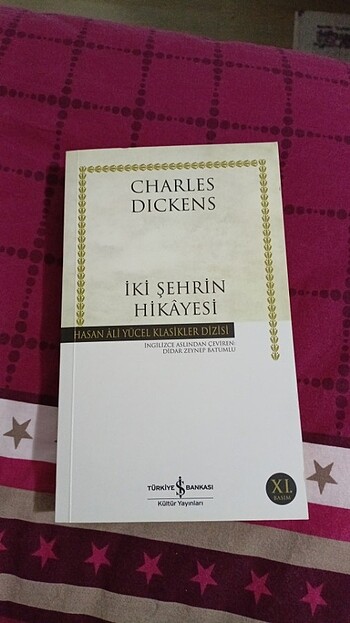 CHARLES
DICKENS
İKİ ŞEHRİN
HİKÂYESİ
HASAN ÂLİ YÜCEL KLASİKLER DİZİSİ
İNGİLİZCE ASLINDAN ÇEVİREN:
DİDAR ZEYNEP BATUMLU
TÜRKİYE İŞ BANKASI
Kültür Yayınları
XI.
BASIM